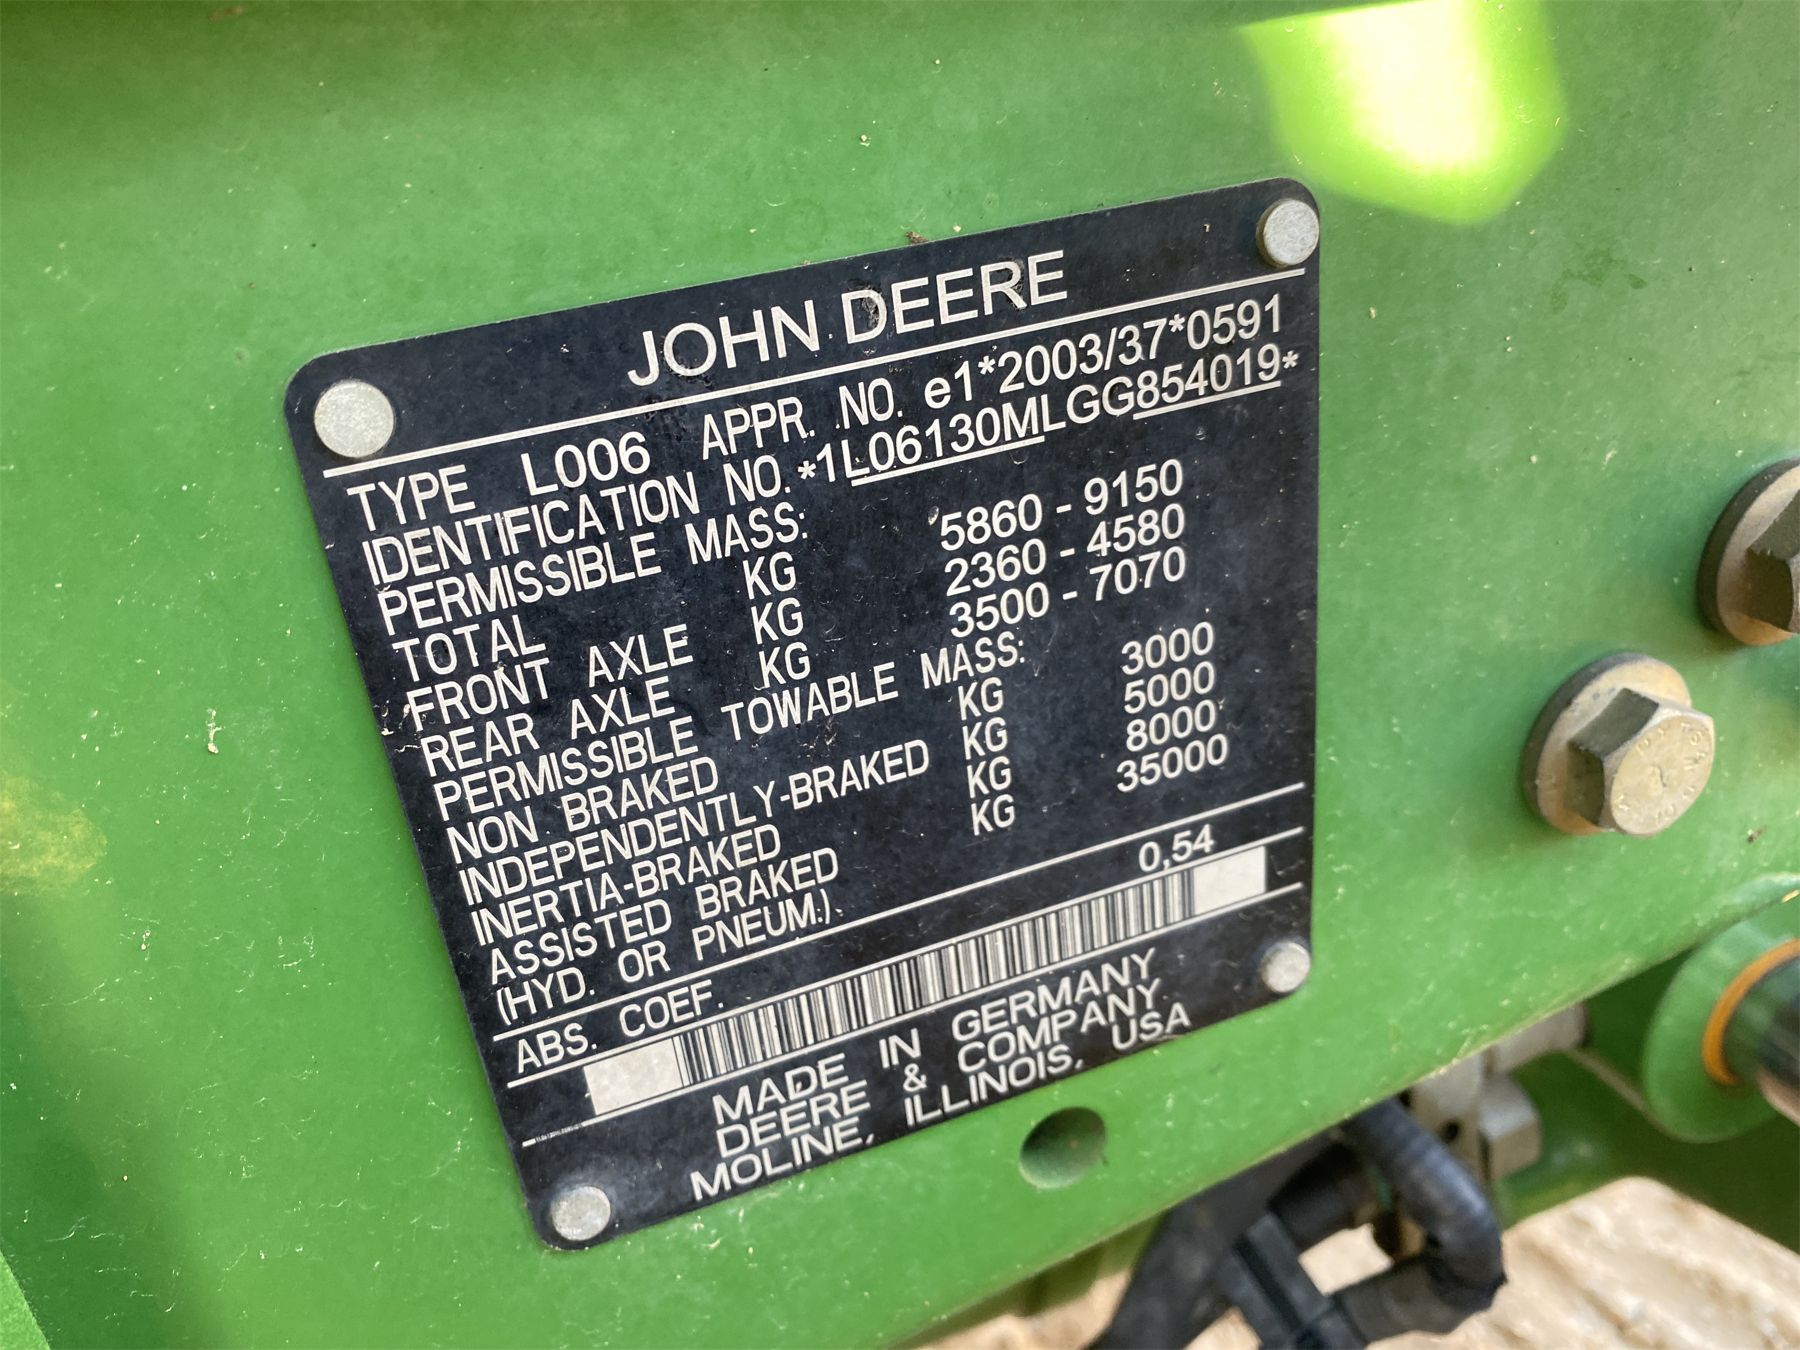 JOHN DEERE
TYPE L006 APPR. NO. e1*2003/37*0591
IDENTIFICATION NO. *1L06130MLGG854019*
PERMISSIBLE MASS:
TOTAL KG 5860 - 9150
FRONT AXLE KG 2360 - 4580
REAR AXLE KG 3500 - 7070
PERMISSIBLE TOWABLE MASS:
NON BRAKED KG 3000
INDEPENDENTLY-BRAKED KG 5000
INERTIA-BRAKED KG 8000
ASSISTED BRAKED KG 35000
(HYD. OR PNEUM.)
ABS. COEF. 0,54
MADE IN GERMANY
DEERE & COMPANY
MOLINE, ILLINOIS, USA